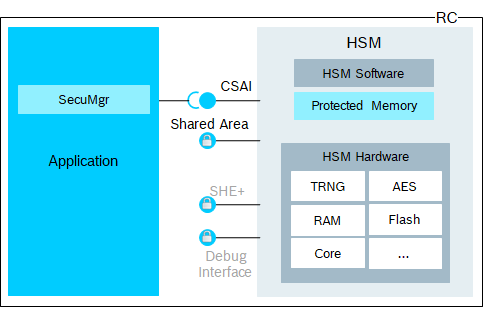 RC
HSM
CSAI
HSM Software
SecuMgr
Protected Memory
Shared Area
Application
HSM Hardware
TRNG
AES
SHE+
RAM
Flash
Debug
Interface
Core
...